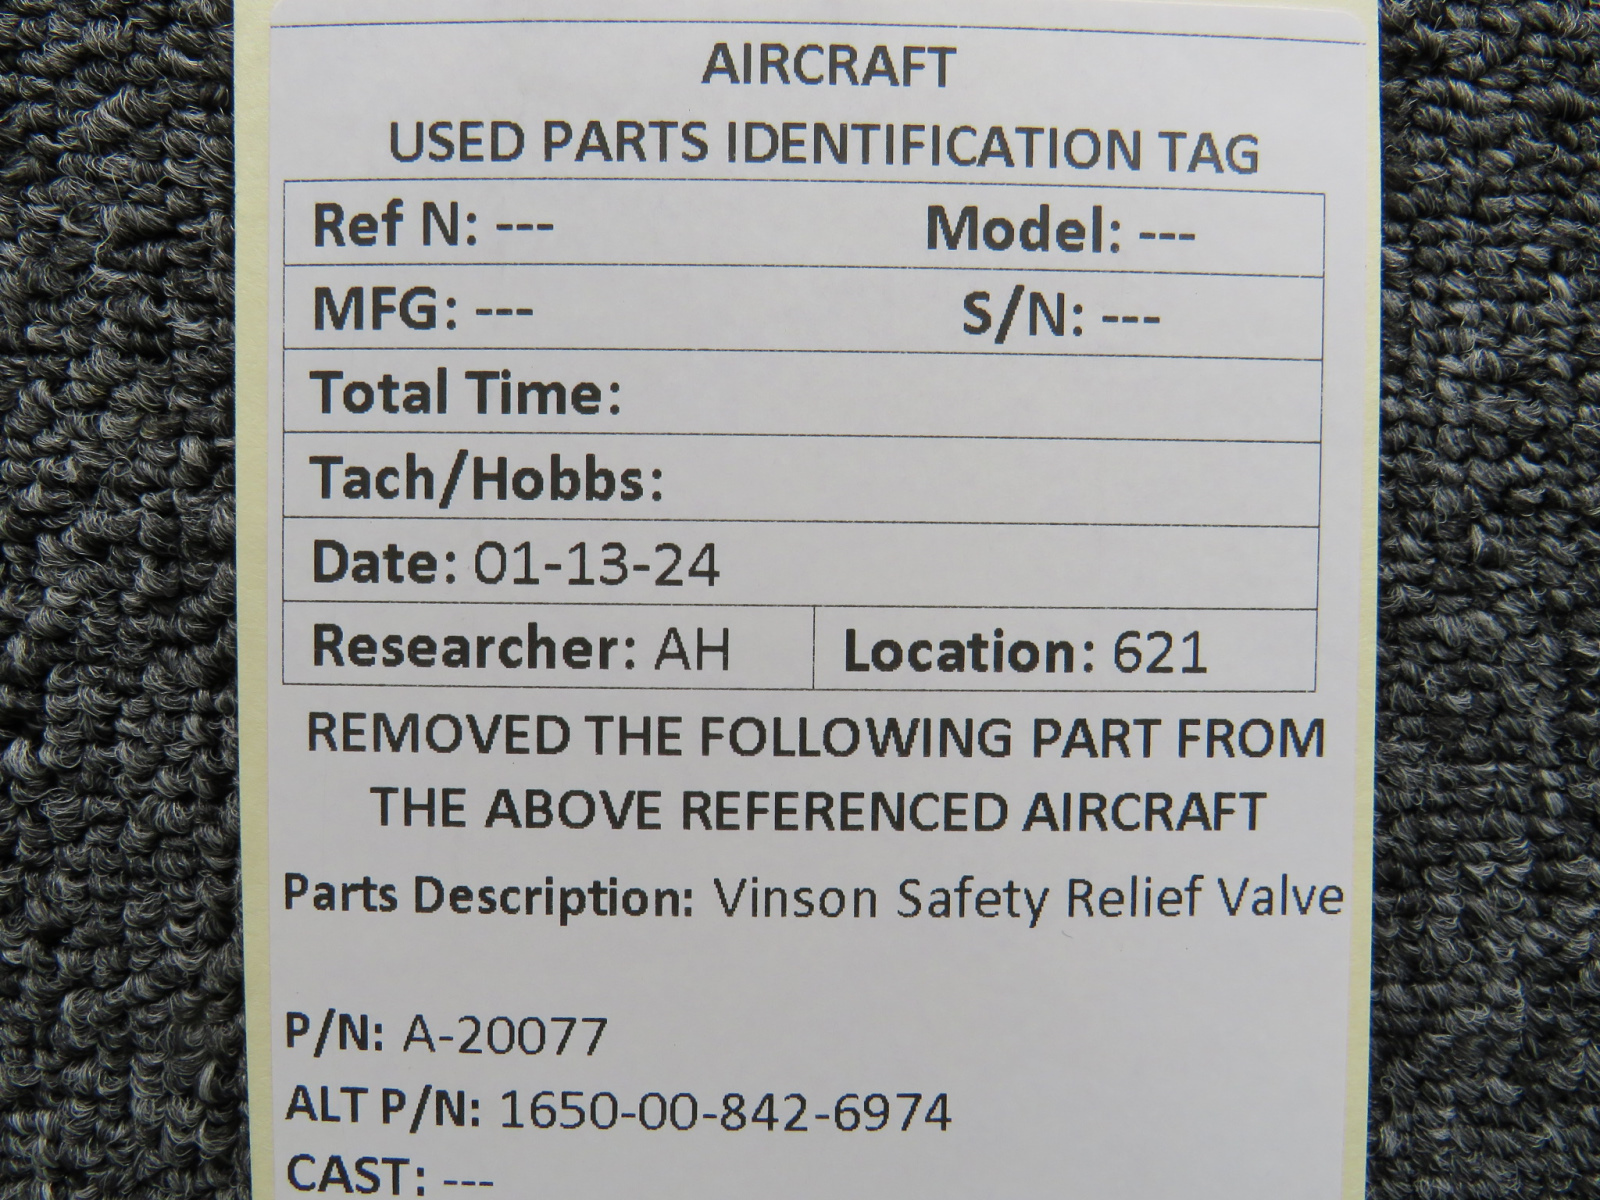 AIRCRAFT
USED PARTS IDENTIFICATION TAG
Ref N: --- Model: ---
MFG: --- S/N: ---
Total Time:
Tach/Hobbs:
Date: 01-13-24
Researcher: AH Location: 621
REMOVED THE FOLLOWING PART FROM
THE ABOVE REFERENCED AIRCRAFT
Parts Description: Vinson Safety Relief Valve
P/N: A-20077
ALT P/N: 1650-00-842-6974
CAST: ---